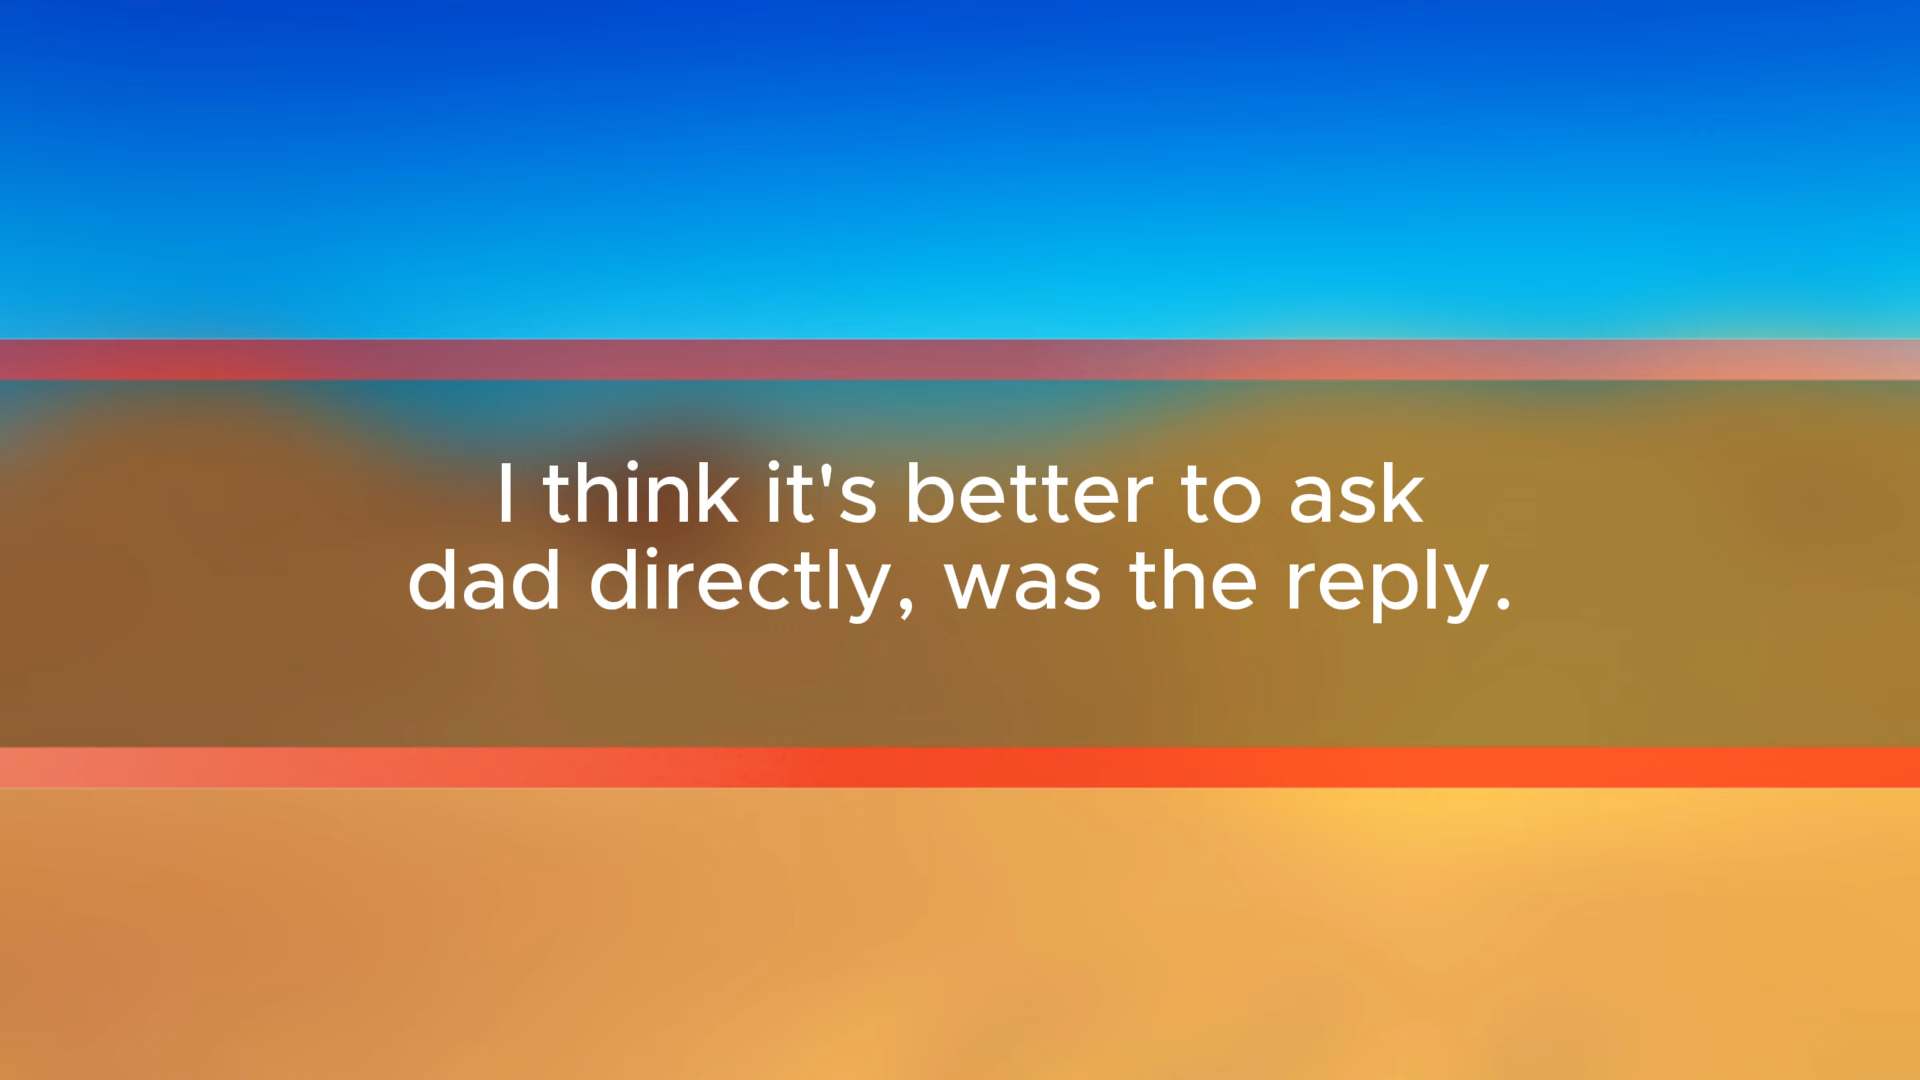 I think it's better to ask
dad directly, was the reply.